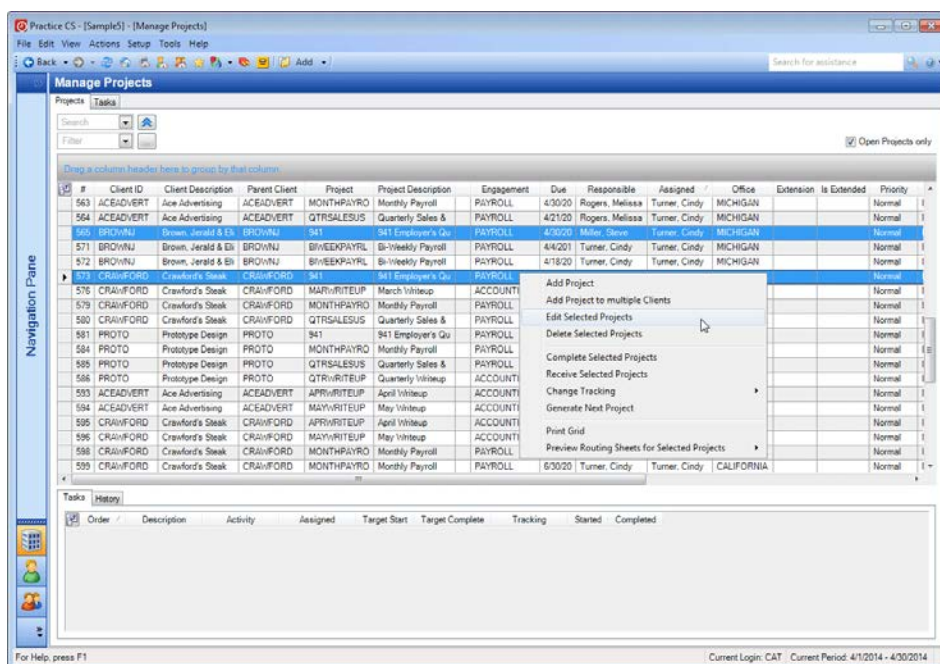 Practice CS - [Sample5] - [Manage Projects]
File Edit View Actions Setup Tools Help
Back Add Search for assistance
Manage Projects
Projects Tasks
Search
Filter Open Projects only
Drag a column header here to group by that column.
# Client ID Client Description Parent Client Project Project Description Engagement Due Responsible Assigned Office Extension Is Extended Priority
563 ACEADVERT Ace Advertising ACEADVERT MONTHPAYRO Monthly Payroll PAYROLL 4/30/20 Rogers, Melissa Turner, Cindy MICHIGAN Normal
564 ACEADVERT Ace Advertising ACEADVERT QTRSALESUS Quarterly Sales & PAYROLL 4/21/20 Rogers, Melissa Turner, Cindy MICHIGAN Normal
565 BROWNJ Brown, Jerald & Eli BROWNJ 941 941 Employer's Qu PAYROLL 4/30/20 Miller, Steve Turner, Cindy MICHIGAN Normal
571 BROWNJ Brown, Jerald & Eli BROWNJ BIWEEKPAYRL Bi-Weekly Payroll PAYROLL 4/4/201 Turner, Cindy Turner, Cindy MICHIGAN Normal
572 BROWNJ Brown, Jerald & Eli BROWNJ BIWEEKPAYRL Bi-Weekly Payroll PAYROLL 4/18/20 Turner, Cindy Turner, Cindy MICHIGAN Normal
573 CRAWFORD Crawford's Steak CRAWFORD 941 941 Employer's Qu PAYROLL Normal
576 CRAWFORD Crawford's Steak CRAWFORD MARWRITEUP March Writeup ACCOUNTI Normal
579 CRAWFORD Crawford's Steak CRAWFORD MONTHPAYRO Monthly Payroll PAYROLL Normal
580 CRAWFORD Crawford's Steak CRAWFORD QTRSALESUS Quarterly Sales & PAYROLL Normal
581 PROTO Prototype Design PROTO 941 941 Employer's Qu PAYROLL Normal
584 PROTO Prototype Design PROTO MONTHPAYRO Monthly Payroll PAYROLL Normal
585 PROTO Prototype Design PROTO QTRSALESUS Quarterly Sales & PAYROLL Normal
586 PROTO Prototype Design PROTO QTRWRITEUP Quarterly Writeup ACCOUNTI Normal
593 ACEADVERT Ace Advertising ACEADVERT APRWRITEUP April Writeup ACCOUNTI Normal
594 ACEADVERT Ace Advertising ACEADVERT MAYWRITEUP May Writeup ACCOUNTI Normal
595 CRAWFORD Crawford's Steak CRAWFORD APRWRITEUP April Writeup ACCOUNTI Normal
596 CRAWFORD Crawford's Steak CRAWFORD MAYWRITEUP May Writeup ACCOUNTI Normal
598 CRAWFORD Crawford's Steak CRAWFORD MONTHPAYRO Monthly Payroll PAYROLL Normal
599 CRAWFORD Crawford's Steak CRAWFORD MONTHPAYRO Monthly Payroll PAYROLL 6/30/20 Turner, Cindy Turner, Cindy CALIFORNIA Normal
Add Project
Add Project to multiple Clients
Edit Selected Projects
Delete Selected Projects
Complete Selected Projects
Receive Selected Projects
Change Tracking
Generate Next Project
Print Grid
Preview Routing Sheets for Selected Projects
Navigation Pane
Tasks History
Order Description Activity Assigned Target Start Target Complete Tracking Started Completed
For Help, press F1 Current Login: CAT Current Period: 4/1/2014 - 4/30/2014